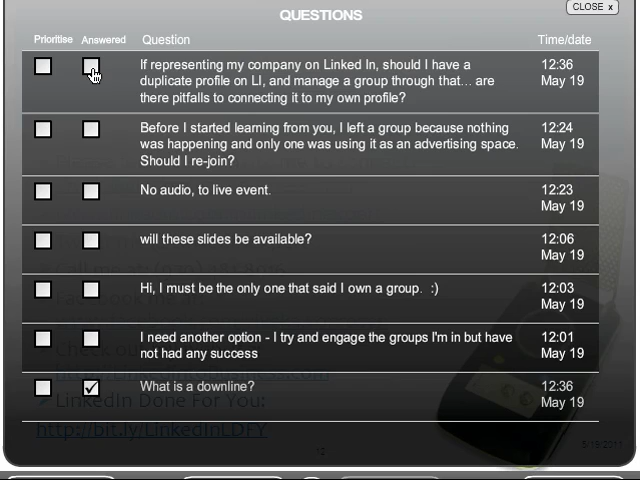 QUESTIONS
CLOSE x
Prioritise Answered Question Time/date
If representing my company on Linked In, should I have a 12:36
duplicate profile on LI, and manage a group through that... are May 19
there pitfalls to connecting it to my own profile?
Before I started learning from you, I left a group because nothing 12:24
was happening and only one was using it as an advertising space. May 19
Should I re-join?
No audio, to live event. 12:23
May 19
will these slides be available? 12:06
May 19
Hi, I must be the only one that said I own a group. :) 12:03
May 19
I need another option - I try and engage the groups I'm in but have 12:01
not had any success May 19
What is a downline? 12:36
May 19
LinkedIn Done For You:
http://bit.ly/LinkedInLDFY
5/19/2011